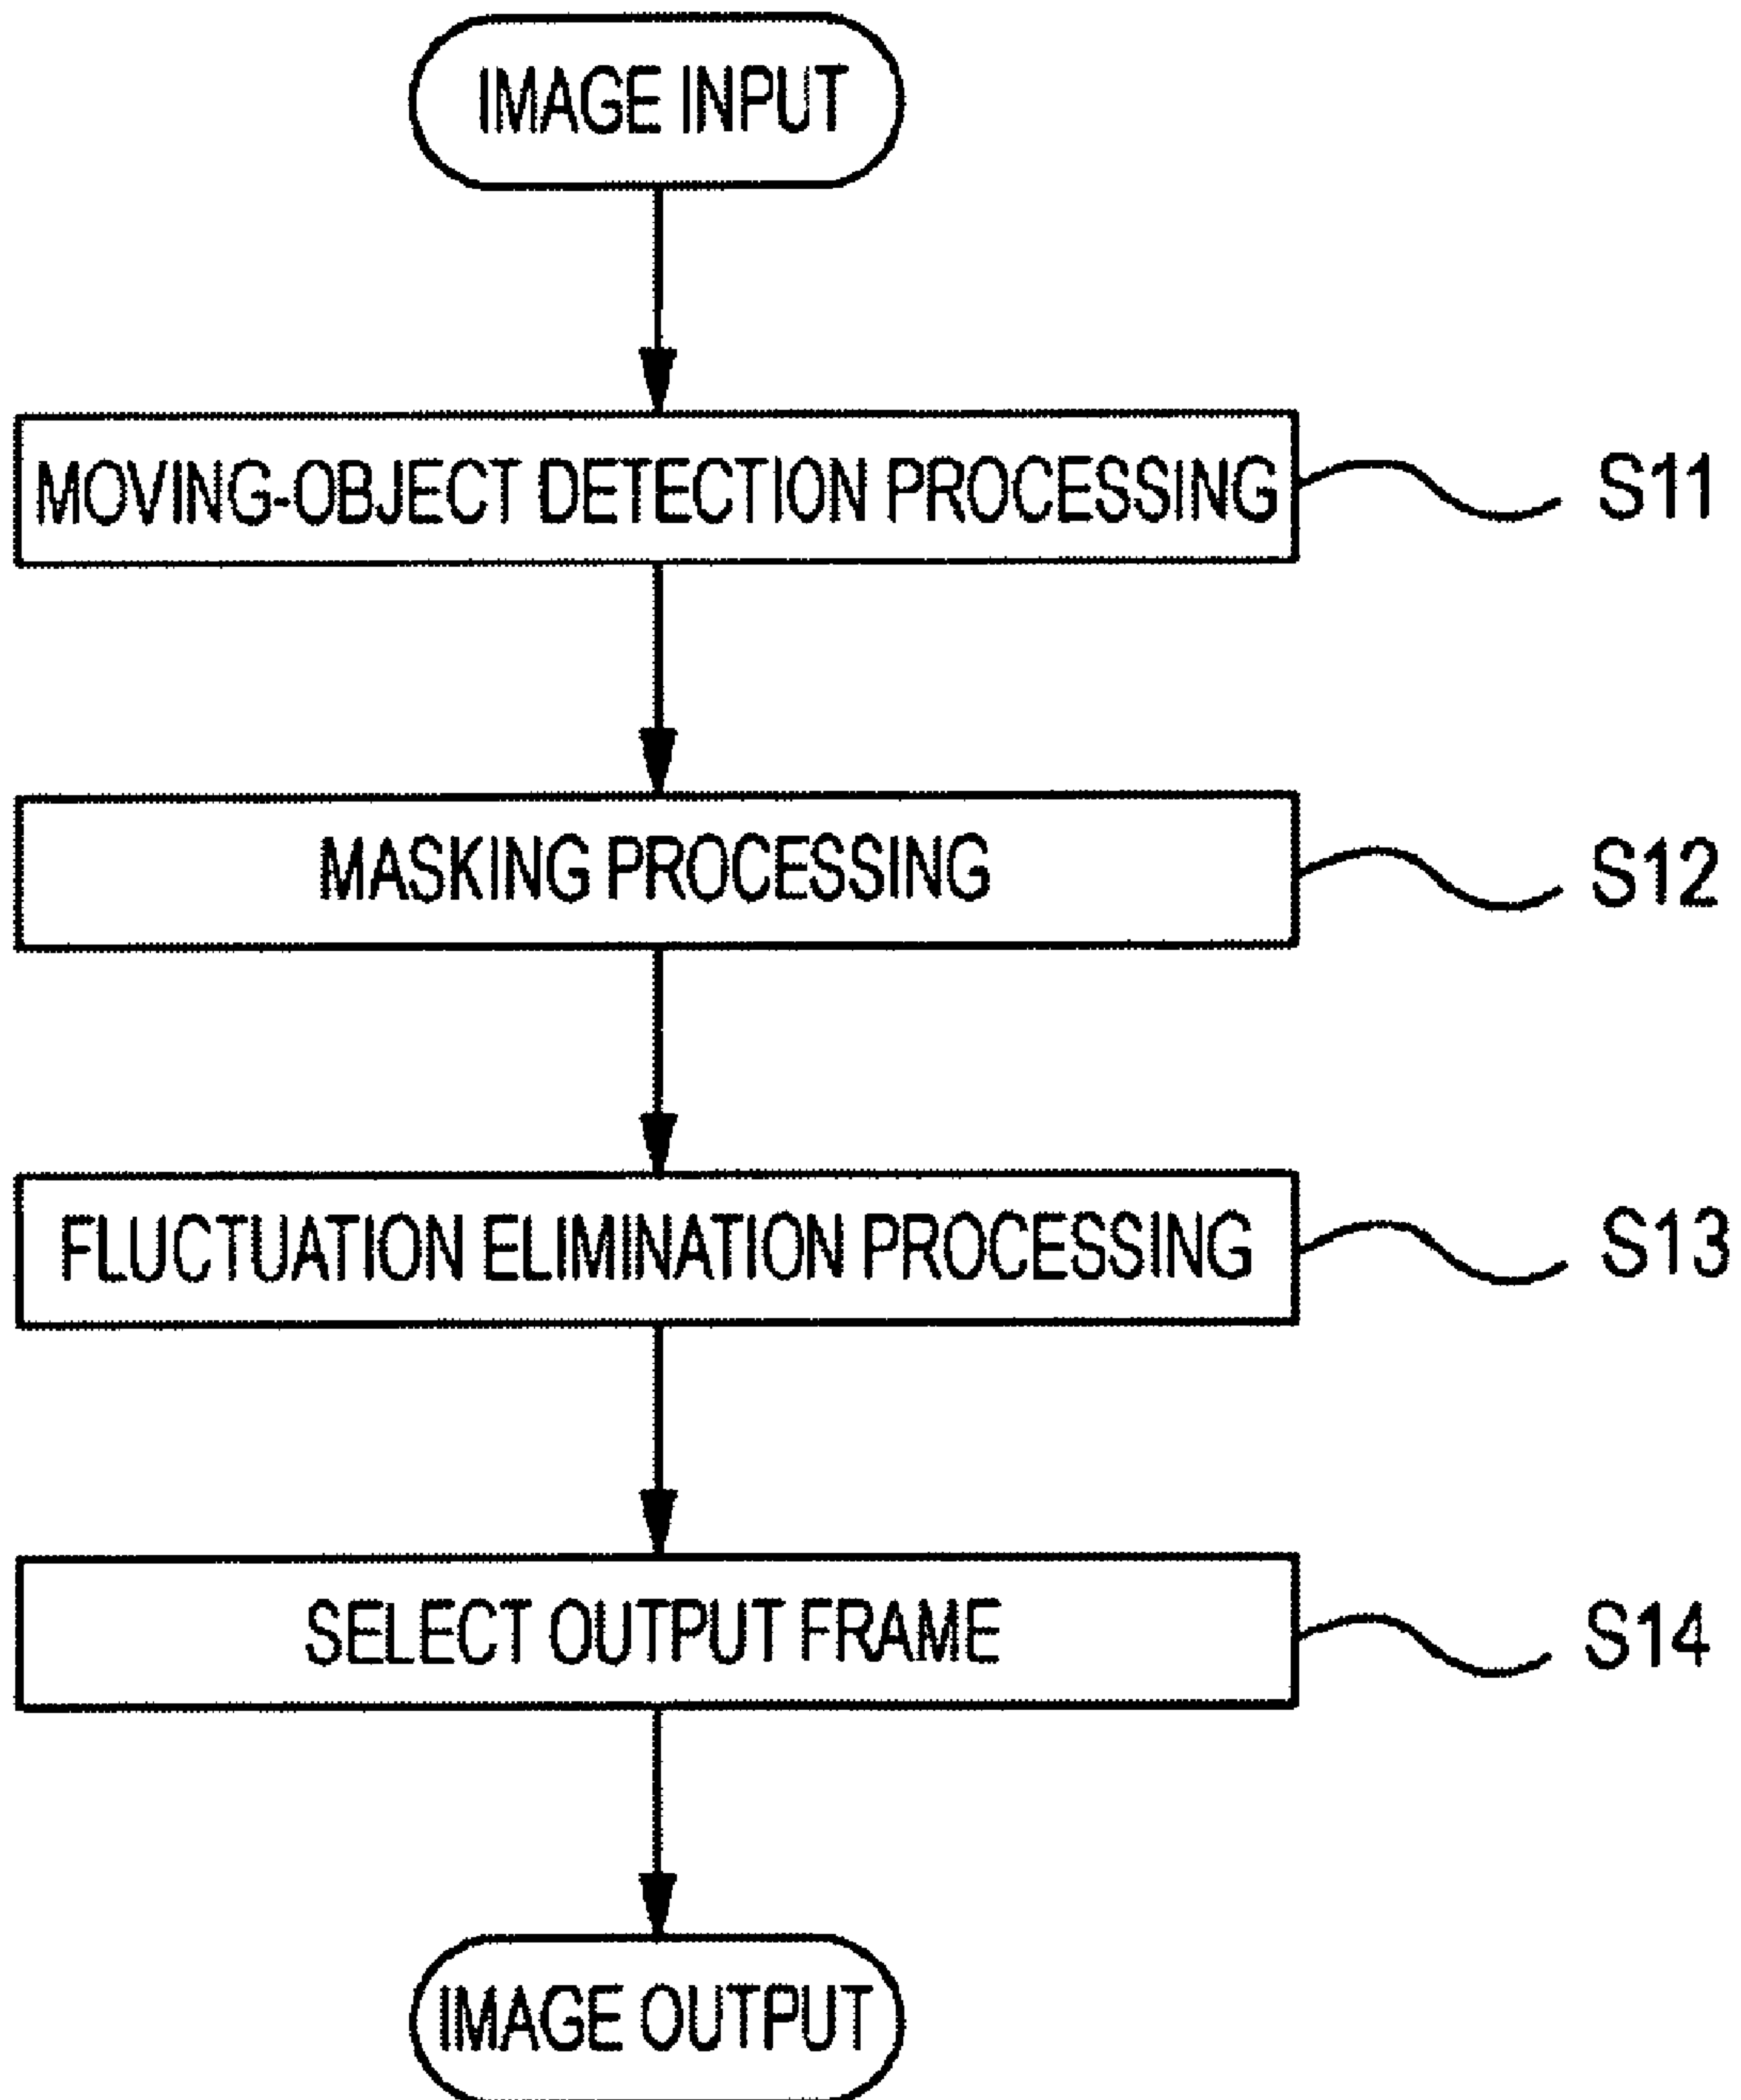 IMAGE INPUT
MOVING-OBJECT DETECTION PROCESSING
S11
MASKING PROCESSING
S12
FLUCTUATION ELIMINATION PROCESSING
S13
SELECT OUTPUT FRAME
S14
IMAGE OUTPUT